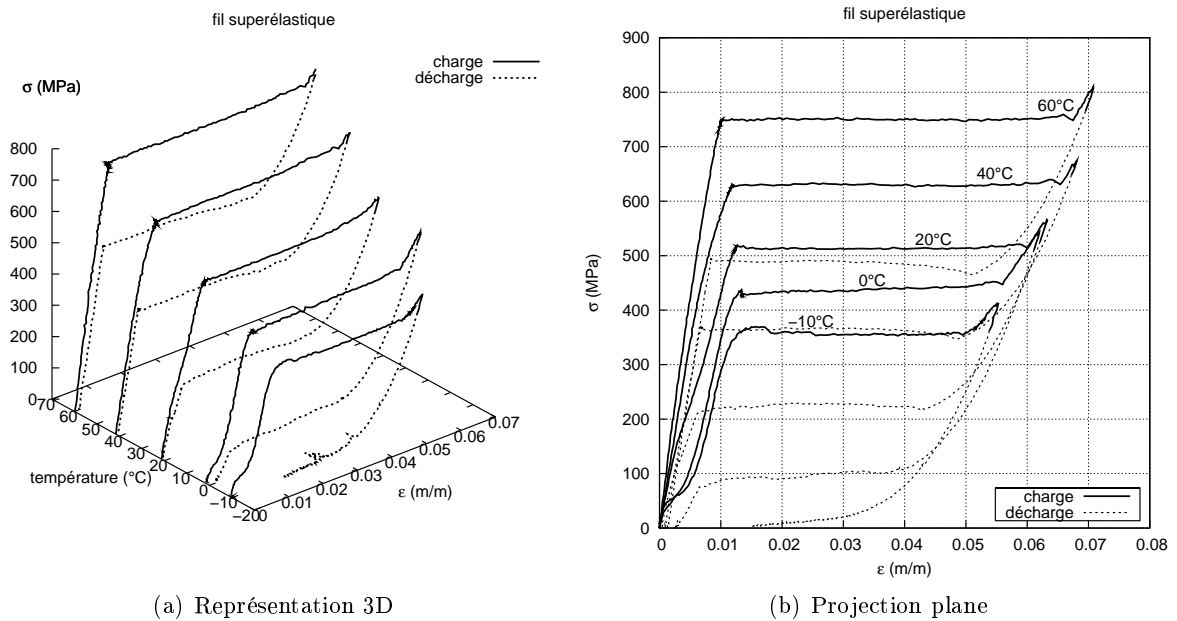 fil superélastique
charge
décharge
σ (MPa)
800
700
600
500
400
300
200
100
0
70
60
50
40
30
20
10
0
−10
−20
température (°C)
0
0.01
0.02
0.03
0.04
0.05
0.06
0.07
ε (m/m)
(a) Représentation 3D
fil superélastique
900
800
700
600
500
400
300
200
100
0
σ (MPa)
60°C
40°C
20°C
0°C
−10°C
charge
décharge
0
0.01
0.02
0.03
0.04
0.05
0.06
0.07
0.08
ε (m/m)
(b) Projection plane